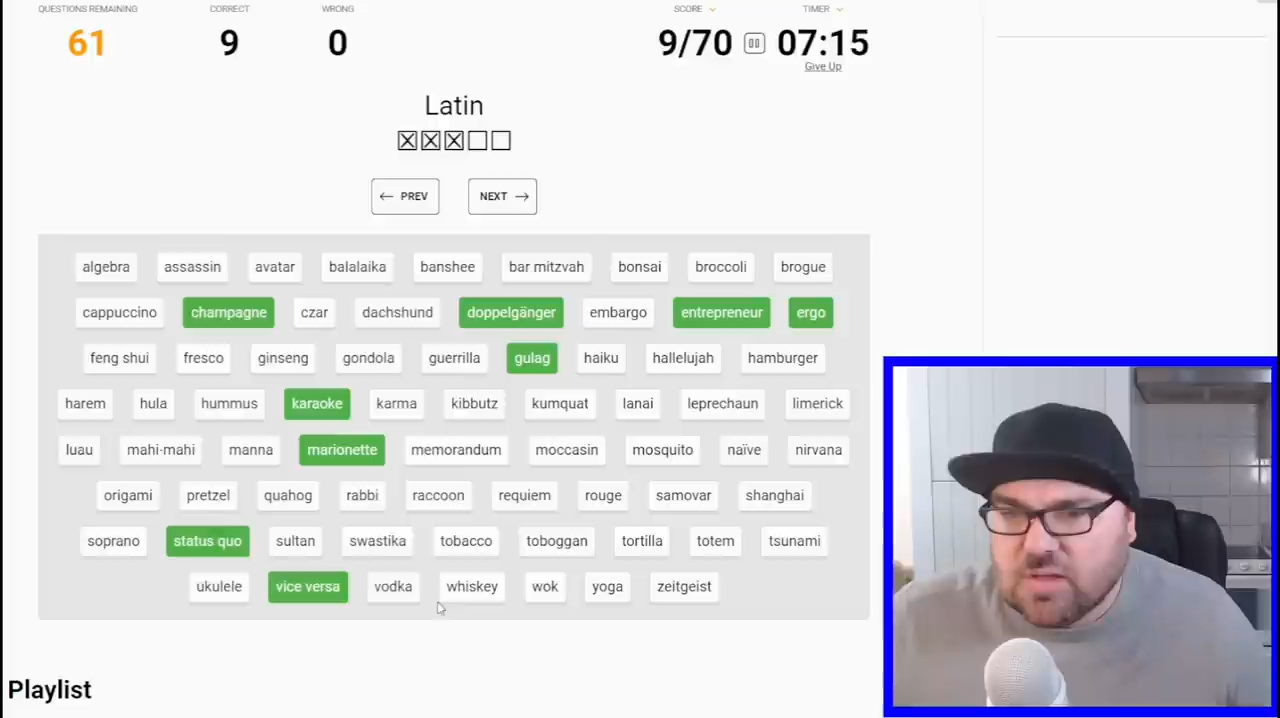 QUESTIONS REMAINING CORRECT WRONG SCORE TIMER
61 9 0 9/70 07:15
Give Up
Latin
← PREV NEXT →
algebra assassin avatar balalaika banshee bar mitzvah bonsai broccoli brogue
cappuccino champagne czar dachshund doppelgänger embargo entrepreneur ergo
feng shui fresco ginseng gondola guerrilla gulag haiku hallelujah hamburger
harem hula hummus karaoke karma kibbutz kumquat lanai leprechaun limerick
luau mahi-mahi manna marionette memorandum moccasin mosquito naïve nirvana
origami pretzel quahog rabbi raccoon requiem rouge samovar shanghai
soprano status quo sultan swastika tobacco toboggan tortilla totem tsunami
ukulele vice versa vodka whiskey wok yoga zeitgeist
Playlist